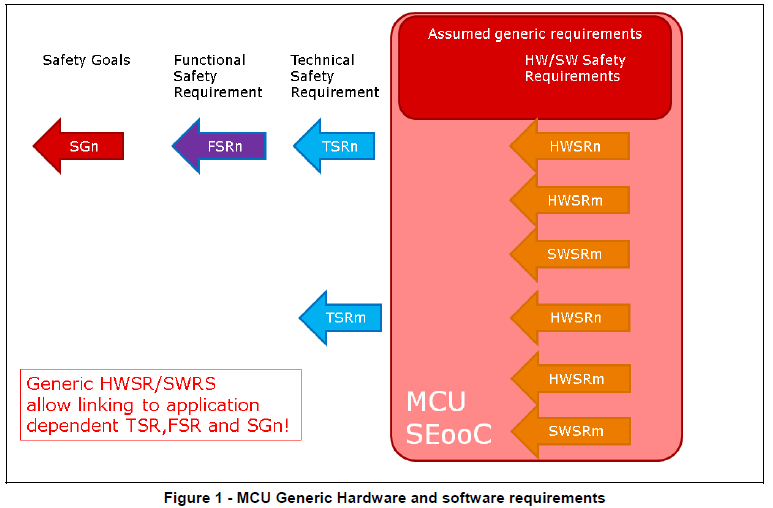 Assumed generic requirements
Safety Goals
Functional
Safety
Requirement
Technical
Safety
Requirement
HW/SW Safety
Requirements
SGn
FSRn
TSRn
HWSRn
HWSRm
SWSRm
TSRm
HWSRn
HWSRm
SWSRm
Generic HWSR/SWRS
allow linking to application
dependent TSR,FSR and SGn!
MCU
SEooC
Figure 1 - MCU Generic Hardware and software requirements